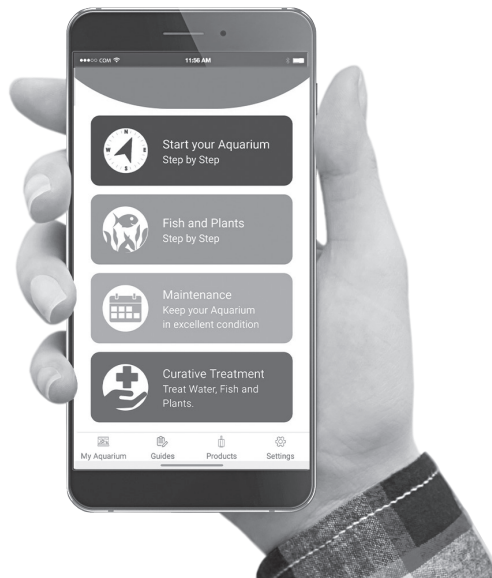 COM
11:56 AM
N
W
E
S
Start your Aquarium
Step by Step
Fish and Plants
Step by Step
Maintenance
Keep your Aquarium
in excellent condition
Curative Treatment
Treat Water, Fish and
Plants.
My Aquarium Guides Products Settings